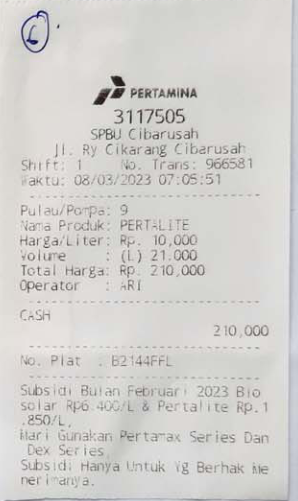 6
PERTAMINA
3117505
SPBU Cibarusah
Jl. Ry Cikarang Cibarusah
Shift: 1 No. Trans: 966581
Waktu: 08/03/2023 07:05:51
Pulau/Pompa: 9
Nama Produk: PERTALITE
Harga/Liter: Rp. 10,000
Volume : (L) 21.000
Total Harga: Rp. 210,000
Operator : ARI
CASH
210,000
No. Plat : B2144FFL
Subsidi Bulan Februari 2023 Bio
solar Rp6.400/L & Pertalite Rp.1
.850/L,
Mari Gunakan Pertamax Series Dan
Dex Series,
Subsidi Hanya Untuk Yg Berhak Me
nerimanya.